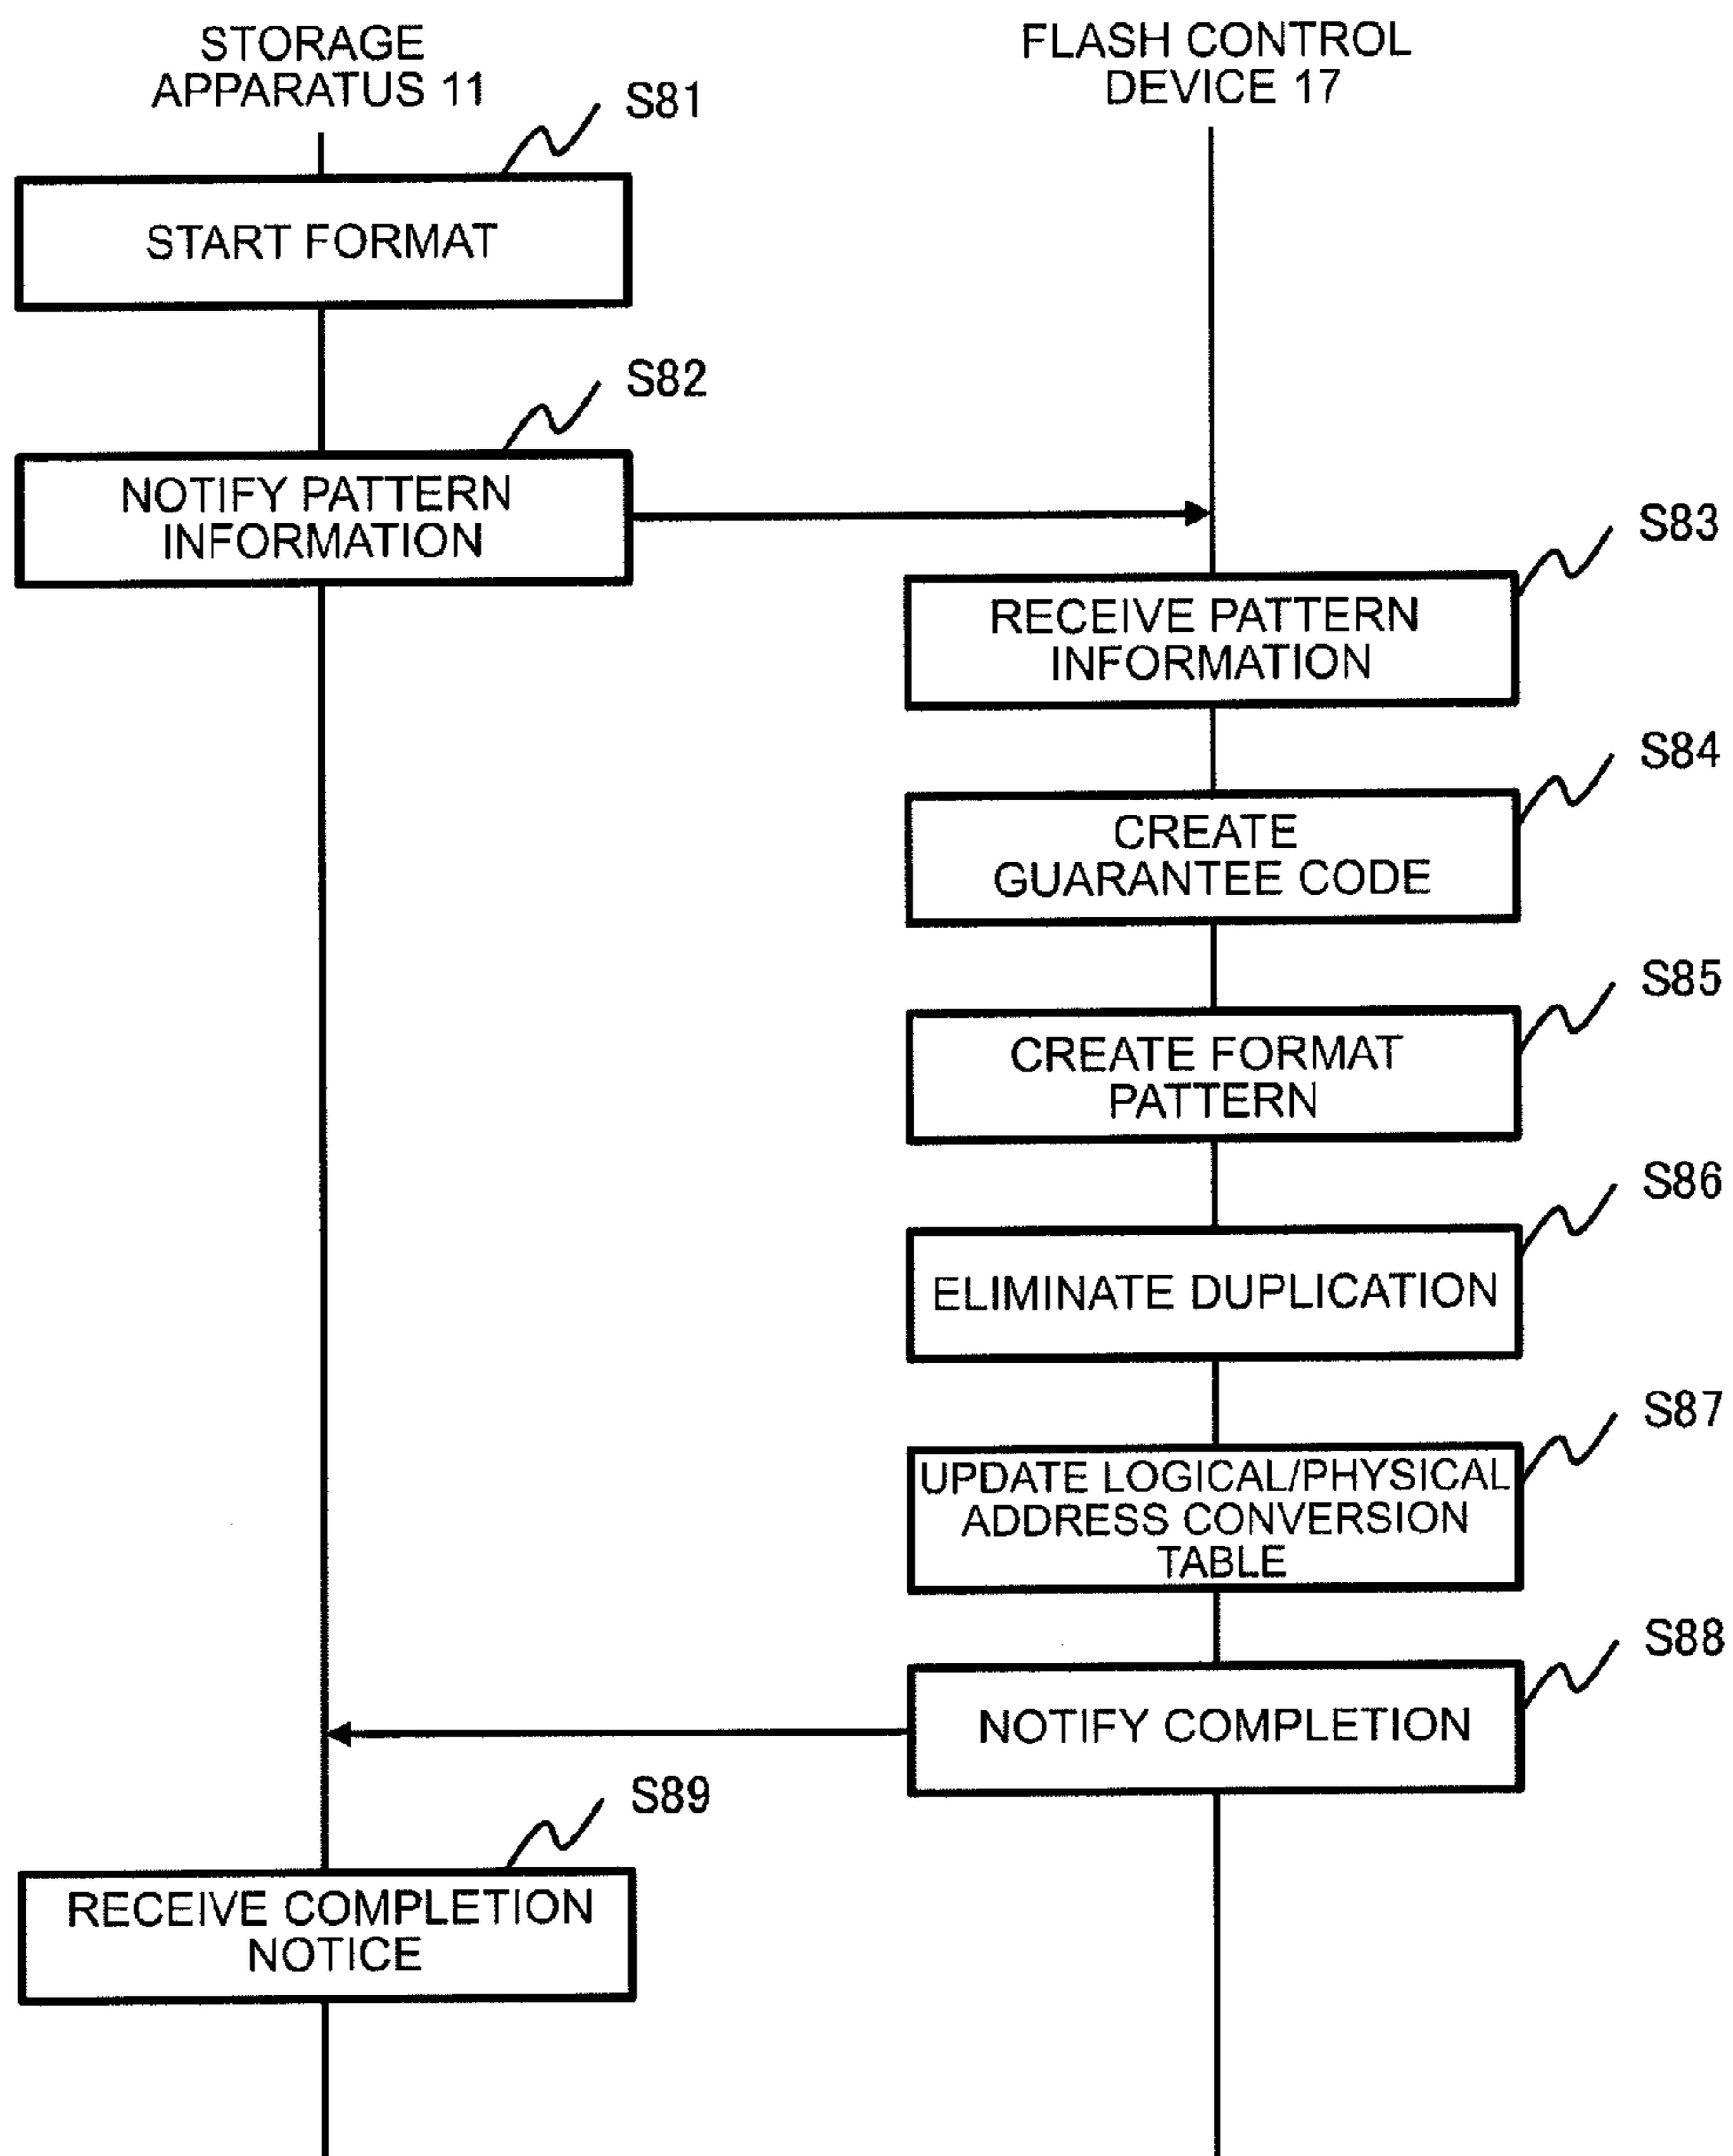 STORAGE
APPARATUS 11
FLASH CONTROL
DEVICE 17
S81
START FORMAT
S82
NOTIFY PATTERN
INFORMATION
S83
RECEIVE PATTERN
INFORMATION
S84
CREATE
GUARANTEE CODE
S85
CREATE FORMAT
PATTERN
S86
ELIMINATE DUPLICATION
S87
UPDATE LOGICAL/PHYSICAL
ADDRESS CONVERSION
TABLE
S88
NOTIFY COMPLETION
S89
RECEIVE COMPLETION
NOTICE